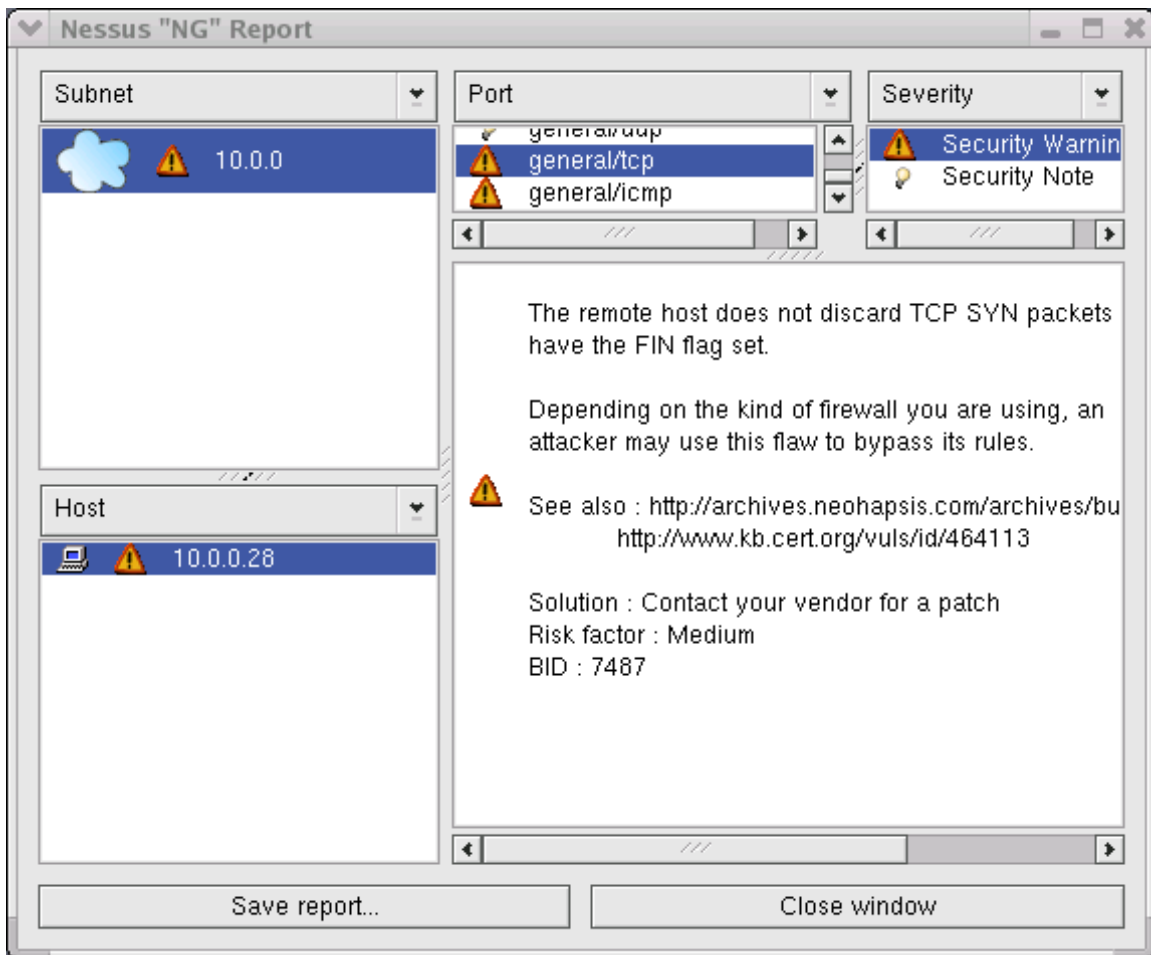 Nessus "NG" Report
Subnet
10.0.0
Port
general/udp
general/tcp
general/icmp
Severity
Security Warnin
Security Note
The remote host does not discard TCP SYN packets
have the FIN flag set.
Depending on the kind of firewall you are using, an
attacker may use this flaw to bypass its rules.
See also : http://archives.neohapsis.com/archives/bu
http://www.kb.cert.org/vuls/id/464113
Solution : Contact your vendor for a patch
Risk factor : Medium
BID : 7487
Host
10.0.0.28
Save report...
Close window